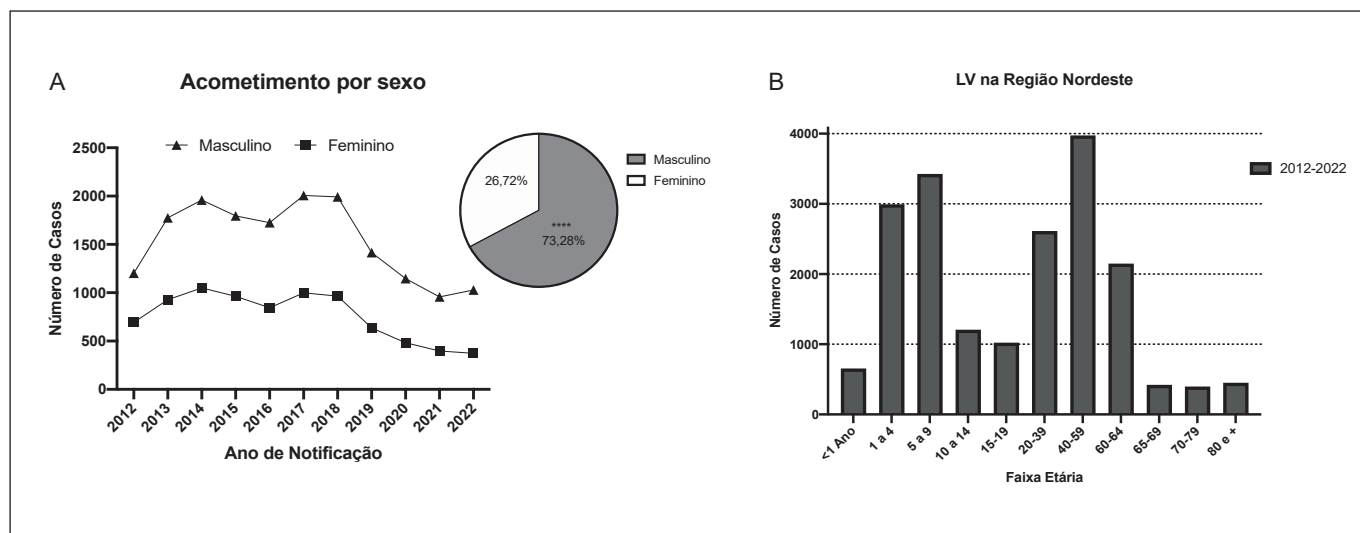 A
Acometimento por sexo
Masculino
Feminino
2500
2000
1500
1000
500
0
Número de Casos
2012
2013
2014
2015
2016
2017
2018
2019
2020
2021
2022
Ano de Notificação
26,72%
****
73,28%
Masculino
Feminino
B
LV na Região Nordeste
4000
3000
2000
1000
0
Número de Casos
<1 Ano
1 a 4
5 a 9
10 a 14
15-19
20-39
40-59
60-64
65-69
70-79
80 e +
Faixa Etária
2012-2022